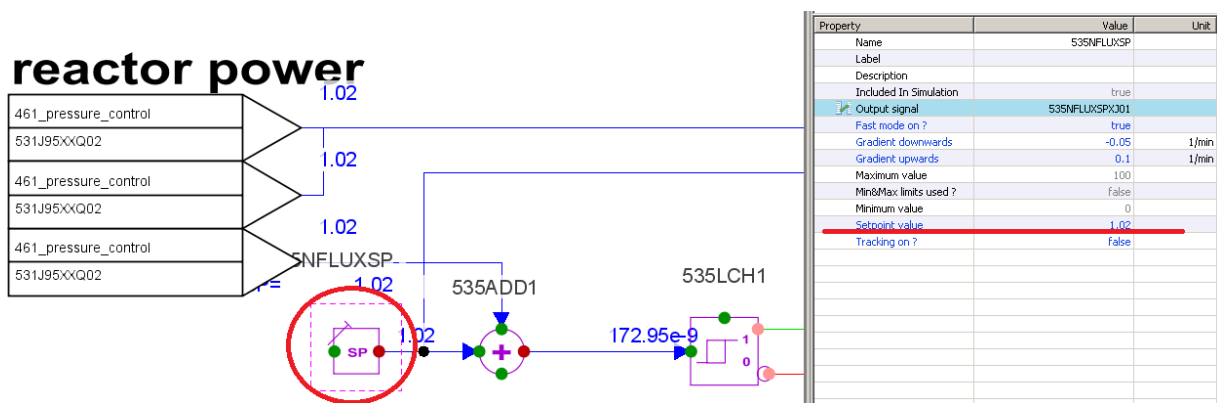 reactor power
1.02
461_pressure_control
531J95XXQ02
1.02
461_pressure_control
531J95XXQ02
1.02
461_pressure_control
531J95XXQ02
5NFLUXSP
P=
1.02
535ADD1
535LCH1
SP
1.02
+
172.95e-9
1
0
Property Value Unit
Name 535NFLUXSP
Label
Description
Included In Simulation true
Output signal 535NFLUXSPXJ01
Fast mode on ? true
Gradient downwards -0.05 1/min
Gradient upwards 0.1 1/min
Maximum value 100
Min&Max limits used ? false
Minimum value 0
Setpoint value 1.02
Tracking on ? false